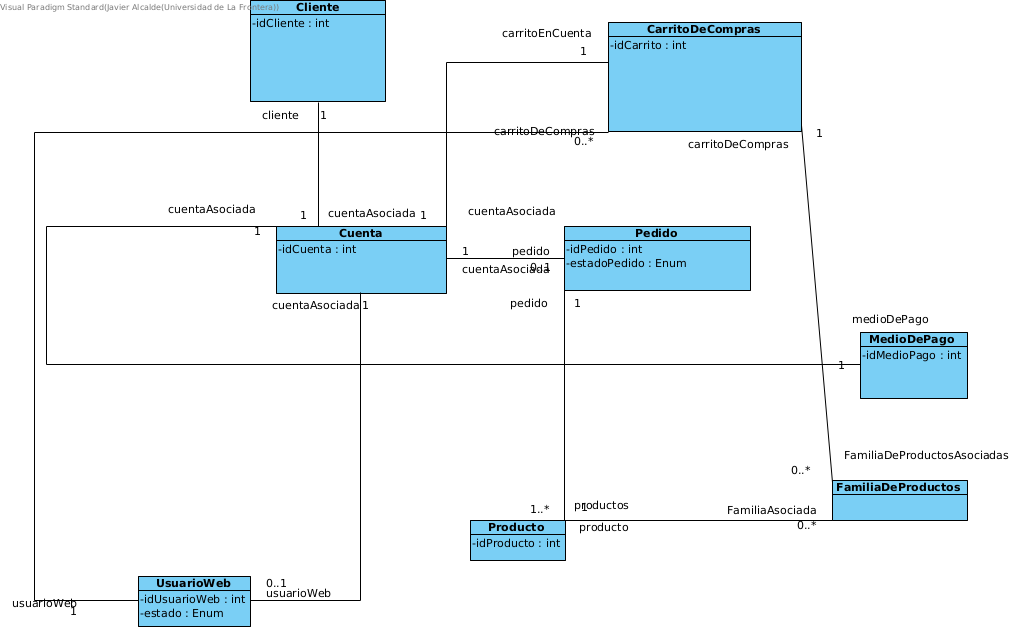 Visual Paradigm Standard(Javier Alcalde(Universidad de La Frontera))
Cliente
-idCliente : int
CarritoDeCompras
-idCarrito : int
carritoEnCuenta
1
cliente
1
carritoDeCompras
0..*
1
carritoDeCompras
cuentaAsociada
1
cuentaAsociada
1
cuentaAsociada
1
Cuenta
-idCuenta : int
Pedido
-idPedido : int
-estadoPedido : Enum
1
pedido
cuentaAsociada
0..1
cuentaAsociada
1
pedido
1
medioDePago
MedioDePago
-idMedioPago : int
1
FamiliaDeProductosAsociadas
0..*
FamiliaDeProductos
1..*
productos
1
FamiliaAsociada
0..*
Producto
-idProducto : int
producto
UsuarioWeb
-idUsuarioWeb : int
-estado : Enum
0..1
usuarioWeb
usuarioWeb
1